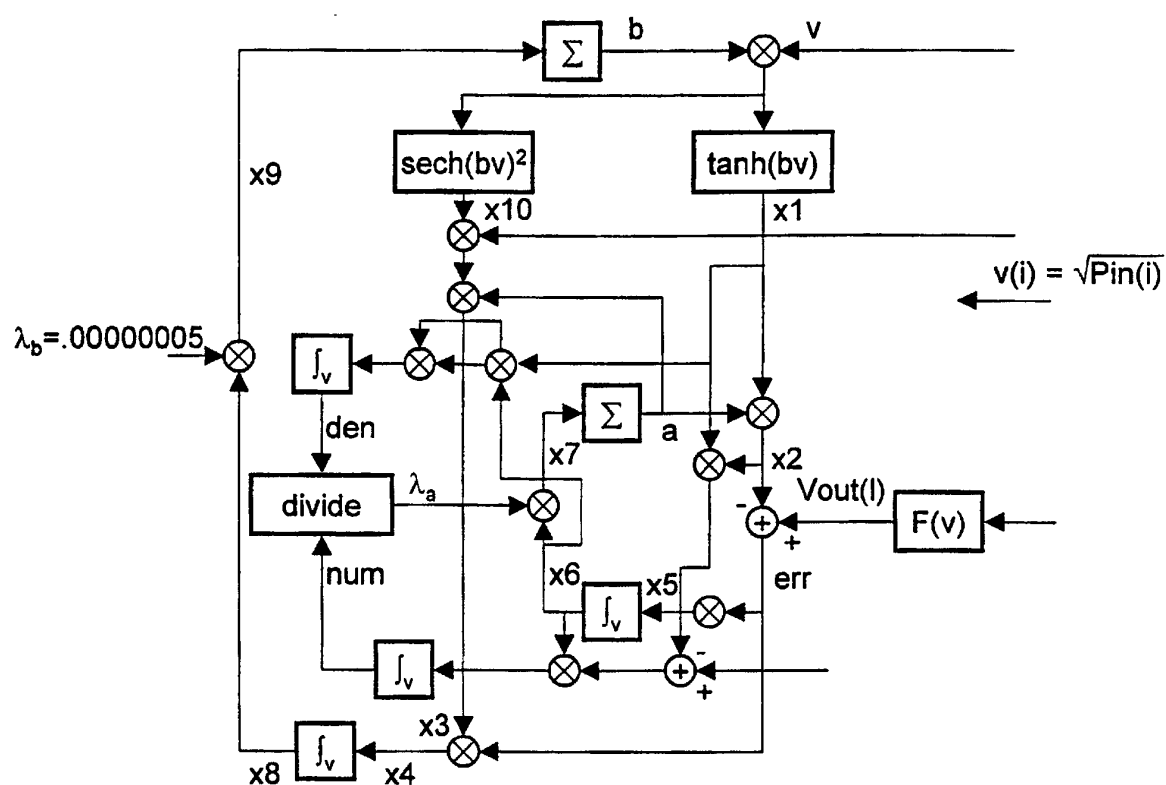 b
v
Σ
sech(bv)²
tanh(bv)
x9
x10
x1
v(i) = √Pin(i)
λb=.00000005
∫v
Σ
a
den
x7
x2
λa
Vout(I)
divide
-
+
+
F(v)
num
x6
x5
err
∫v
∫v
-
+
+
x3
∫v
x8
x4